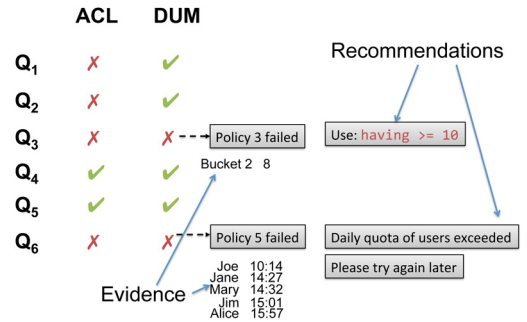 ACL DUM
Recommendations
Q1
Q2
Q3 Policy 3 failed Use: having >= 10
Bucket 2 8
Q4
Q5
Q6 Policy 5 failed Daily quota of users exceeded
Please try again later
Evidence
Joe 10:14
Jane 14:27
Mary 14:32
Jim 15:01
Alice 15:57